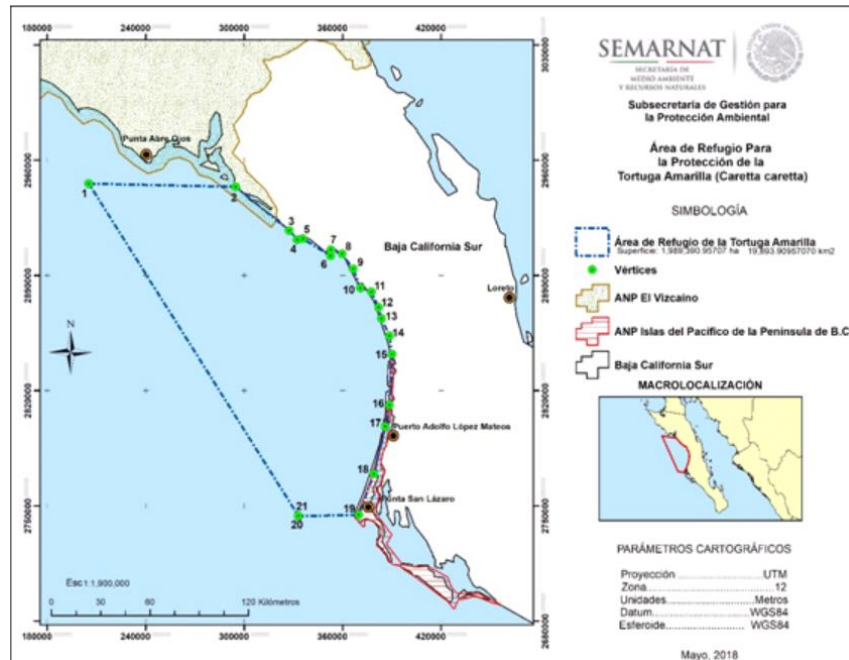 180000 240000 300000 360000 420000
3030000
2960000
2890000
2820000
2750000
2680000
Punta Abre Ojos
Baja California Sur
Loreto
Puerto Adolfo López Mateos
Punta San Lázaro
1
2
3
4
5
6
7
8
9
10
11
12
13
14
15
16
17
18
19
21
20
N
Esc 1:1,900,000
0 30 60 120 Kilómetros
180000 240000 300000 360000 420000
SEMARNAT
SECRETARÍA DE
MEDIO AMBIENTE
Y RECURSOS NATURALES
Subsecretaría de Gestión para
la Protección Ambiental
Área de Refugio Para
la Protección de la
Tortuga Amarilla (Caretta caretta)
SIMBOLOGÍA
Área de Refugio de la Tortuga Amarilla
Superficie: 1,989,390.95707 ha 19,893.90957070 km2
Vértices
ANP El Vizcaino
ANP Islas del Pacífico de la Península de B.C
Baja California Sur
MACROLOCALIZACIÓN
PARÁMETROS CARTOGRÁFICOS
Proyección UTM
Zona 12
Unidades Metros
Datum WGS84
Esferoide WGS84
Mayo, 2018